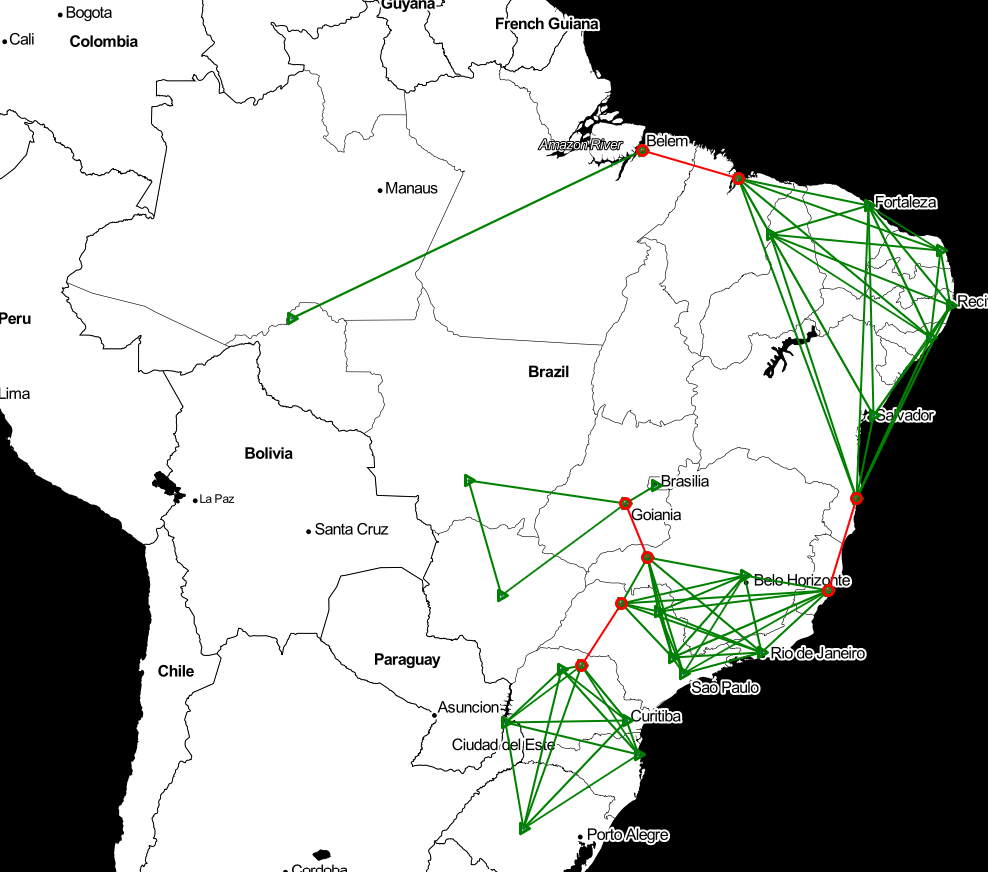 Guyana
Bogota
French Guiana
Cali
Colombia
Belem
Amazon River
Manaus
Fortaleza
Reci
Peru
Brazil
Lima
Salvador
Bolivia
Brasilia
La Paz
Goiania
Santa Cruz
Belo Horizonte
Rio de Janeiro
Paraguay
Chile
Sao Paulo
Asuncion
Curitiba
Ciudad del Este
Porto Alegre
Cordoba